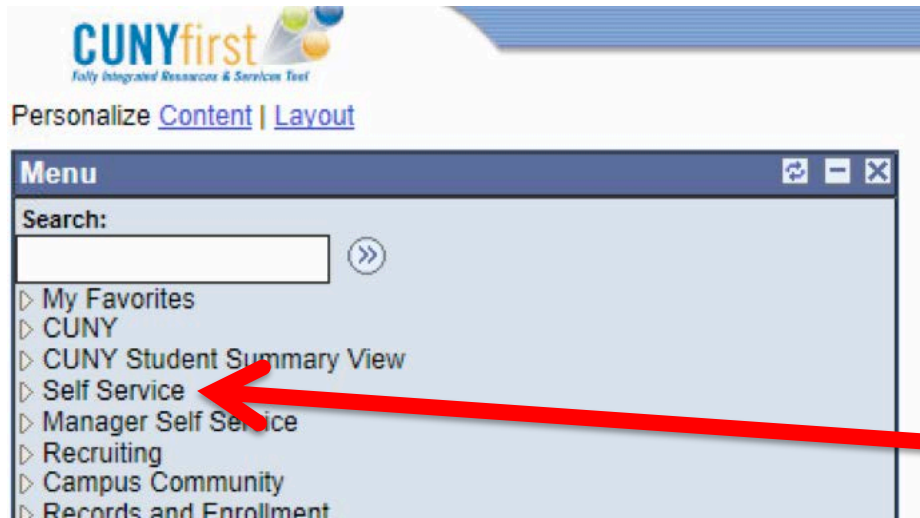 CUNYfirst
Fully Integrated Resources & Services Tool
Personalize Content | Layout
Menu
Search:
My Favorites
CUNY
CUNY Student Summary View
Self Service
Manager Self Service
Recruiting
Campus Community
Records and Enrollment